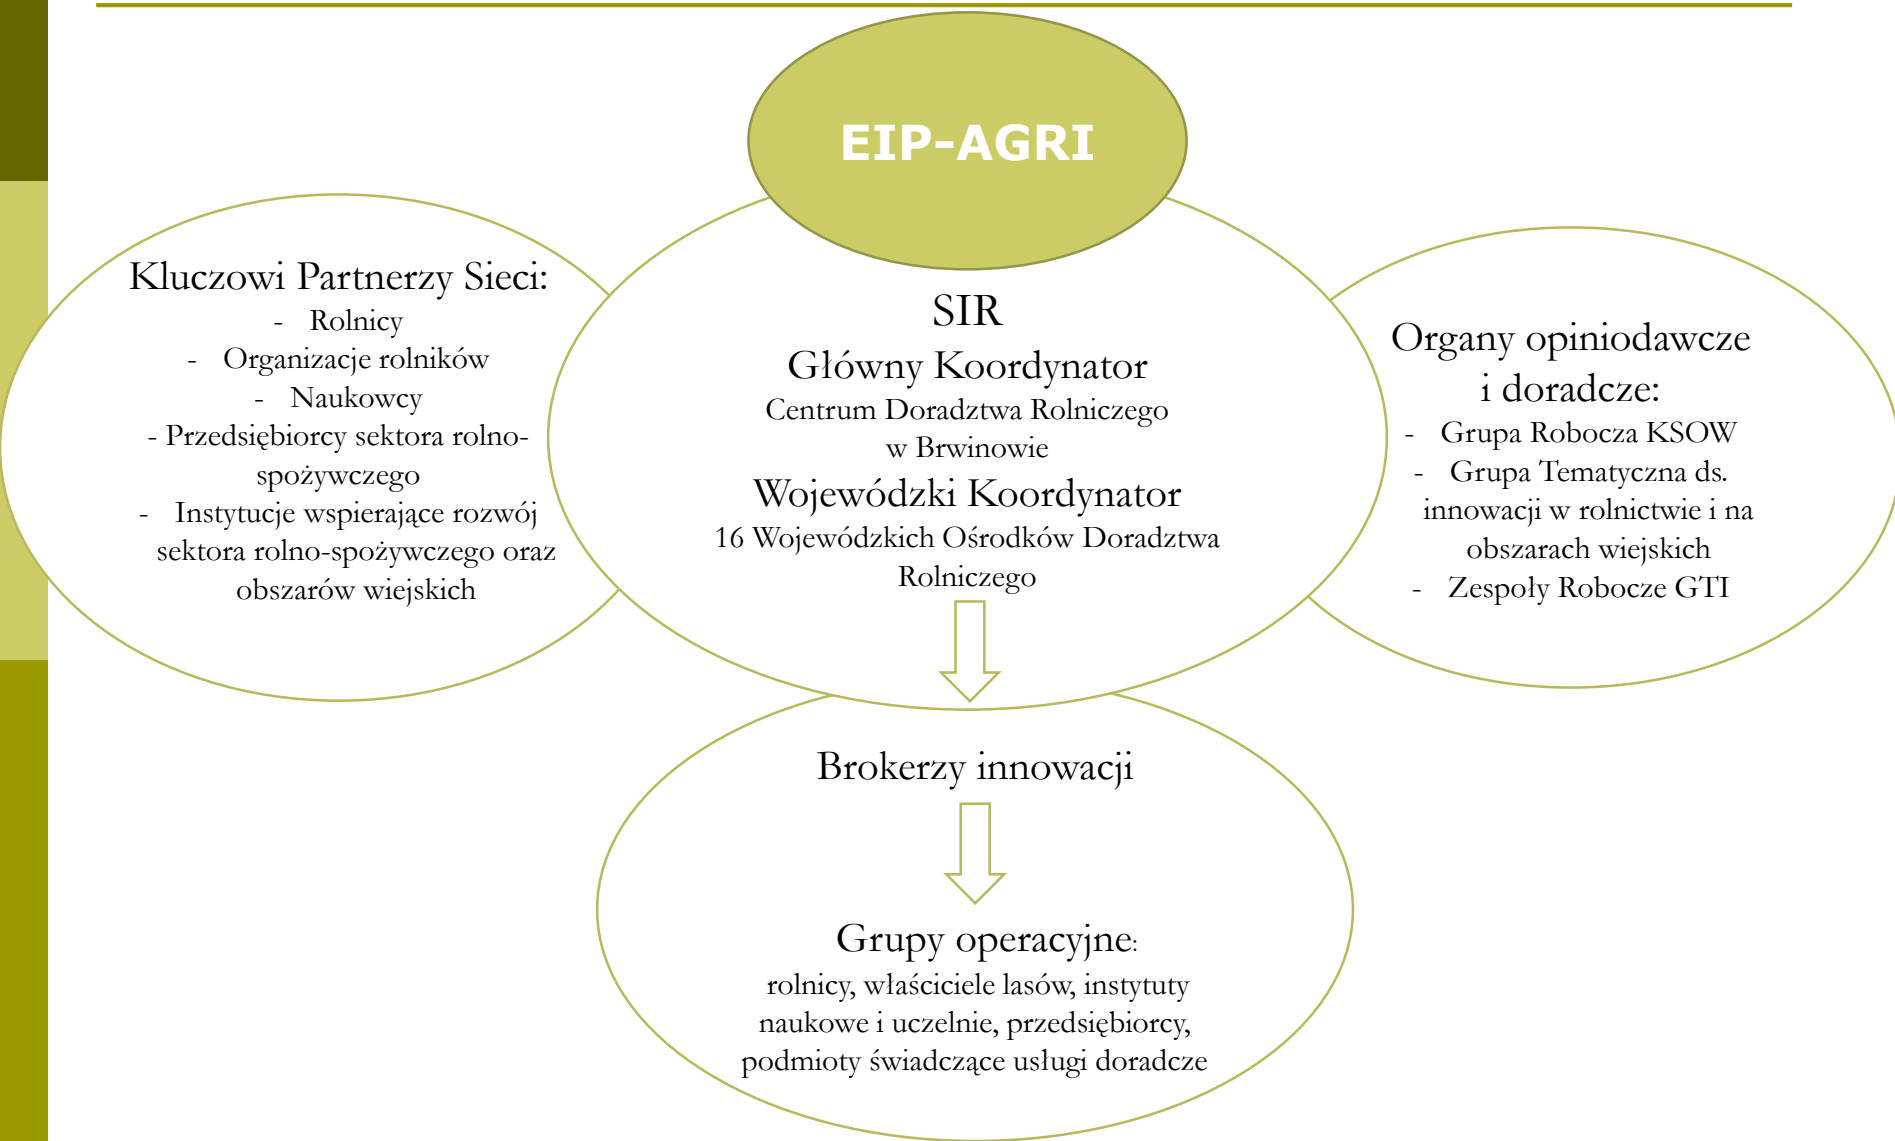 EIP-AGRI
Kluczowi Partnerzy Sieci:
- Rolnicy
- Organizacje rolników
- Naukowcy
- Przedsiębiorcy sektora rolno-
spożywczego
- Instytucje wspierające rozwój
sektora rolno-spożywczego oraz
obszarów wiejskich
SIR
Główny Koordynator
Centrum Doradztwa Rolniczego
w Brwinowie
Wojewódzki Koordynator
16 Wojewódzkich Ośrodków Doradztwa
Rolniczego
Organy opiniodawcze
i doradcze:
- Grupa Robocza KSOW
- Grupa Tematyczna ds.
innowacji w rolnictwie i na
obszarach wiejskich
- Zespoły Robocze GTI
Brokerzy innowacji
Grupy operacyjne:
rolnicy, właściciele lasów, instytuty
naukowe i uczelnie, przedsiębiorcy,
podmioty świadczące usługi doradcze